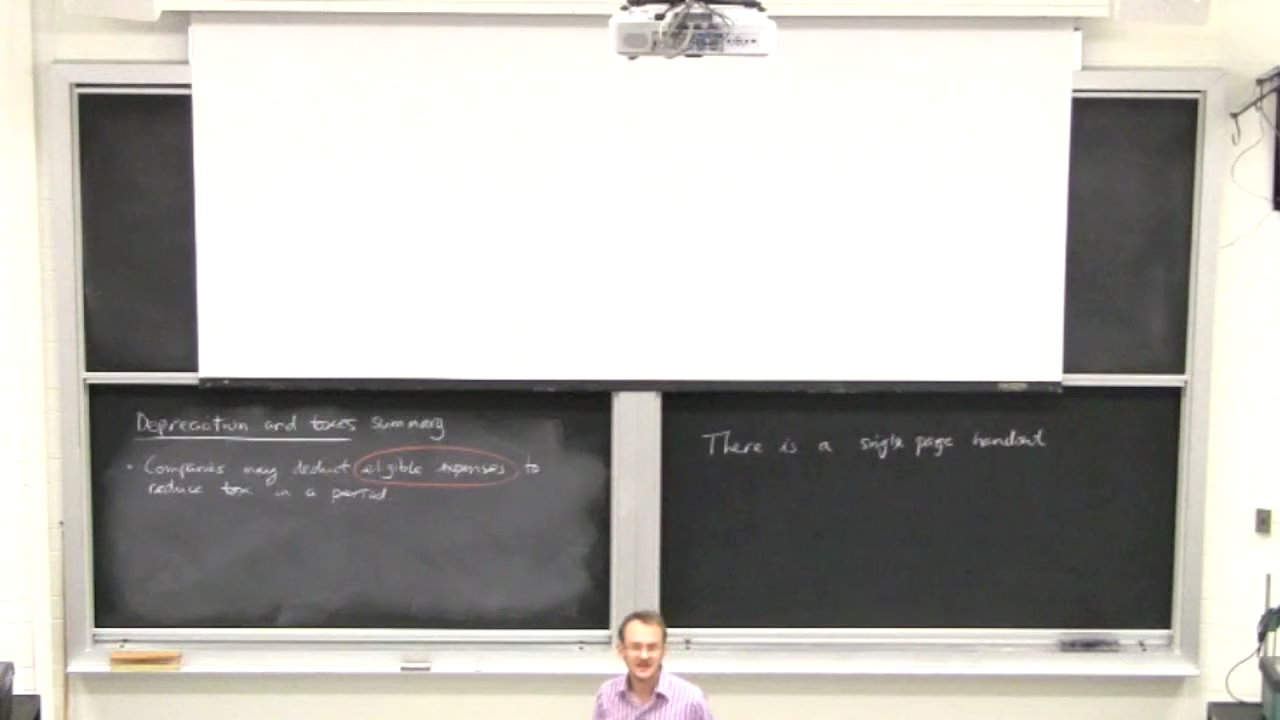 Depreciation and taxes summary
• Companies may deduct eligible expenses to
reduce tax in a period.
There is a single page handout